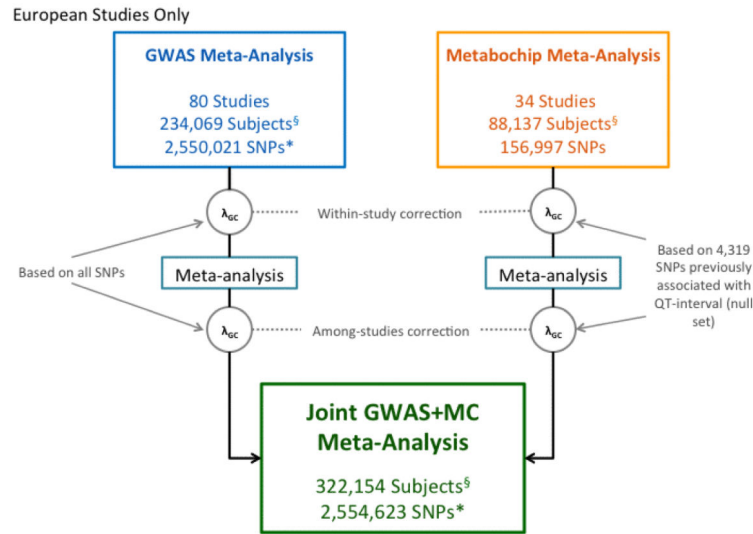 European Studies Only
GWAS Meta-Analysis
80 Studies
234,069 Subjects§
2,550,021 SNPs*
Metabochip Meta-Analysis
34 Studies
88,137 Subjects§
156,997 SNPs
λGC
Within-study correction
λGC
Based on all SNPs
Meta-analysis
Meta-analysis
Based on 4,319
SNPs previously
associated with
QT-interval (null
set)
λGC
Among-studies correction
λGC
Joint GWAS+MC
Meta-Analysis
322,154 Subjects§
2,554,623 SNPs*